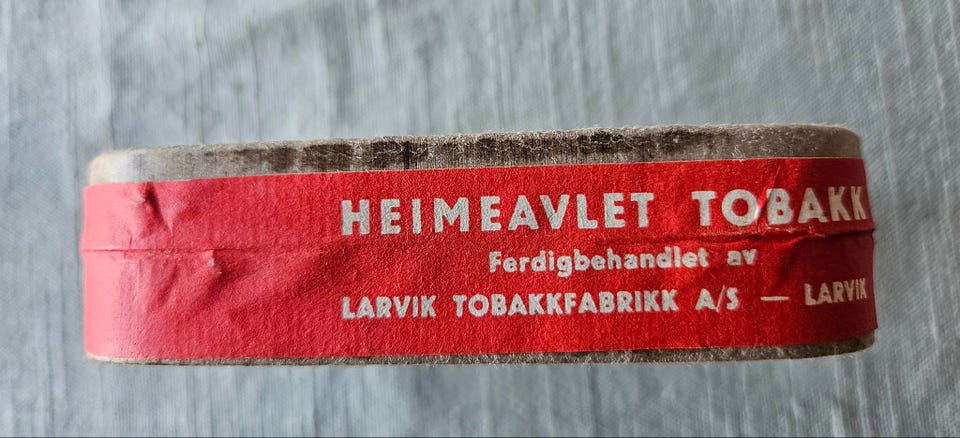 HEIMEAVLET TOBAKK
Ferdigbehandlet av
LARVIK TOBAKKFABRIKK A/S — LARVIK